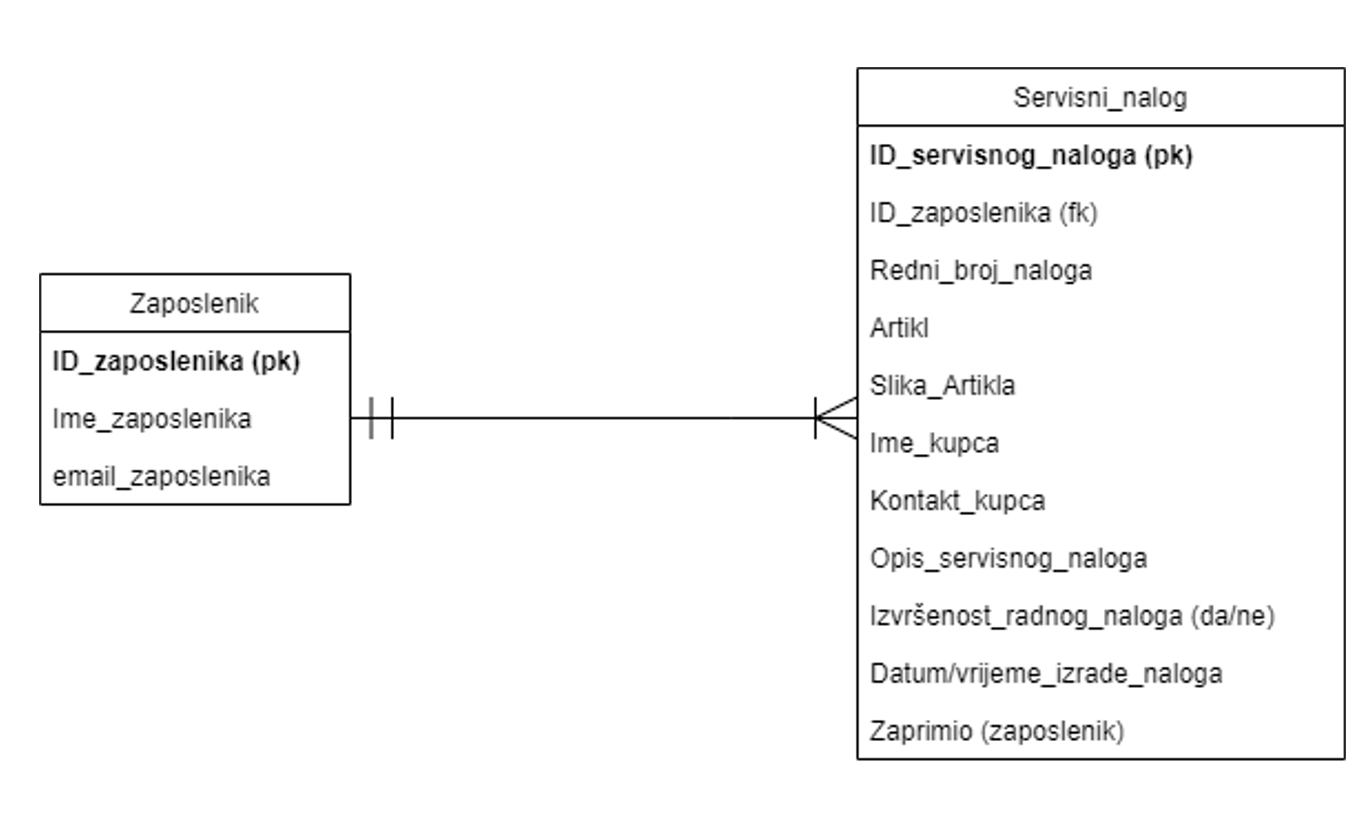 Zaposlenik
ID_zaposlenika (pk)
Ime_zaposlenika
email_zaposlenika
Servisni_nalog
ID_servisnog_naloga (pk)
ID_zaposlenika (fk)
Redni_broj_naloga
Artikl
Slika_Artikla
Ime_kupca
Kontakt_kupca
Opis_servisnog_naloga
Izvršenost_radnog_naloga (da/ne)
Datum/vrijeme_izrade_naloga
Zaprimio (zaposlenik)